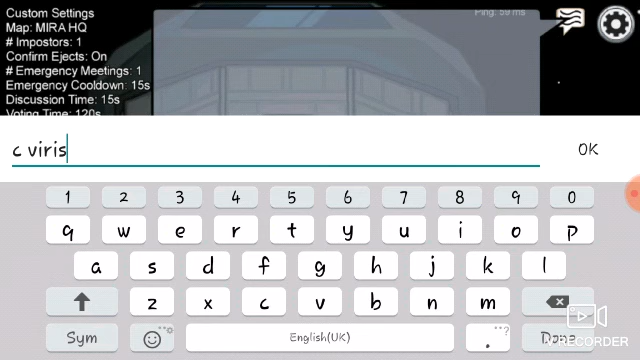 Custom Settings
Map: MIRA HQ
# Impostors: 1
Confirm Ejects: On
# Emergency Meetings: 1
Emergency Cooldown: 15s
Discussion Time: 15s
Voting Time: 120s
Ping: 59 ms
c viris
OK
1 2 3 4 5 6 7 8 9 0
q w e r t y u i o p
a s d f g h j k l
z x c v b n m
Sym
English(UK)
. ?
Done
V RECORDER